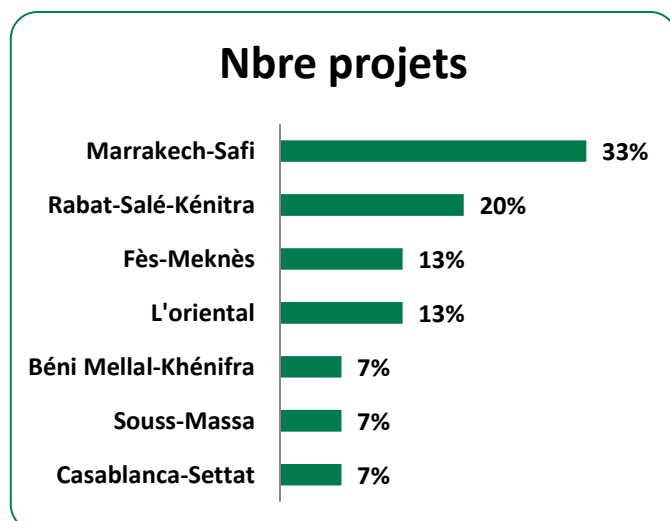 Nbre projets
Marrakech-Safi 33%
Rabat-Salé-Kénitra 20%
Fès-Meknès 13%
L'oriental 13%
Béni Mellal-Khénifra 7%
Souss-Massa 7%
Casablanca-Settat 7%